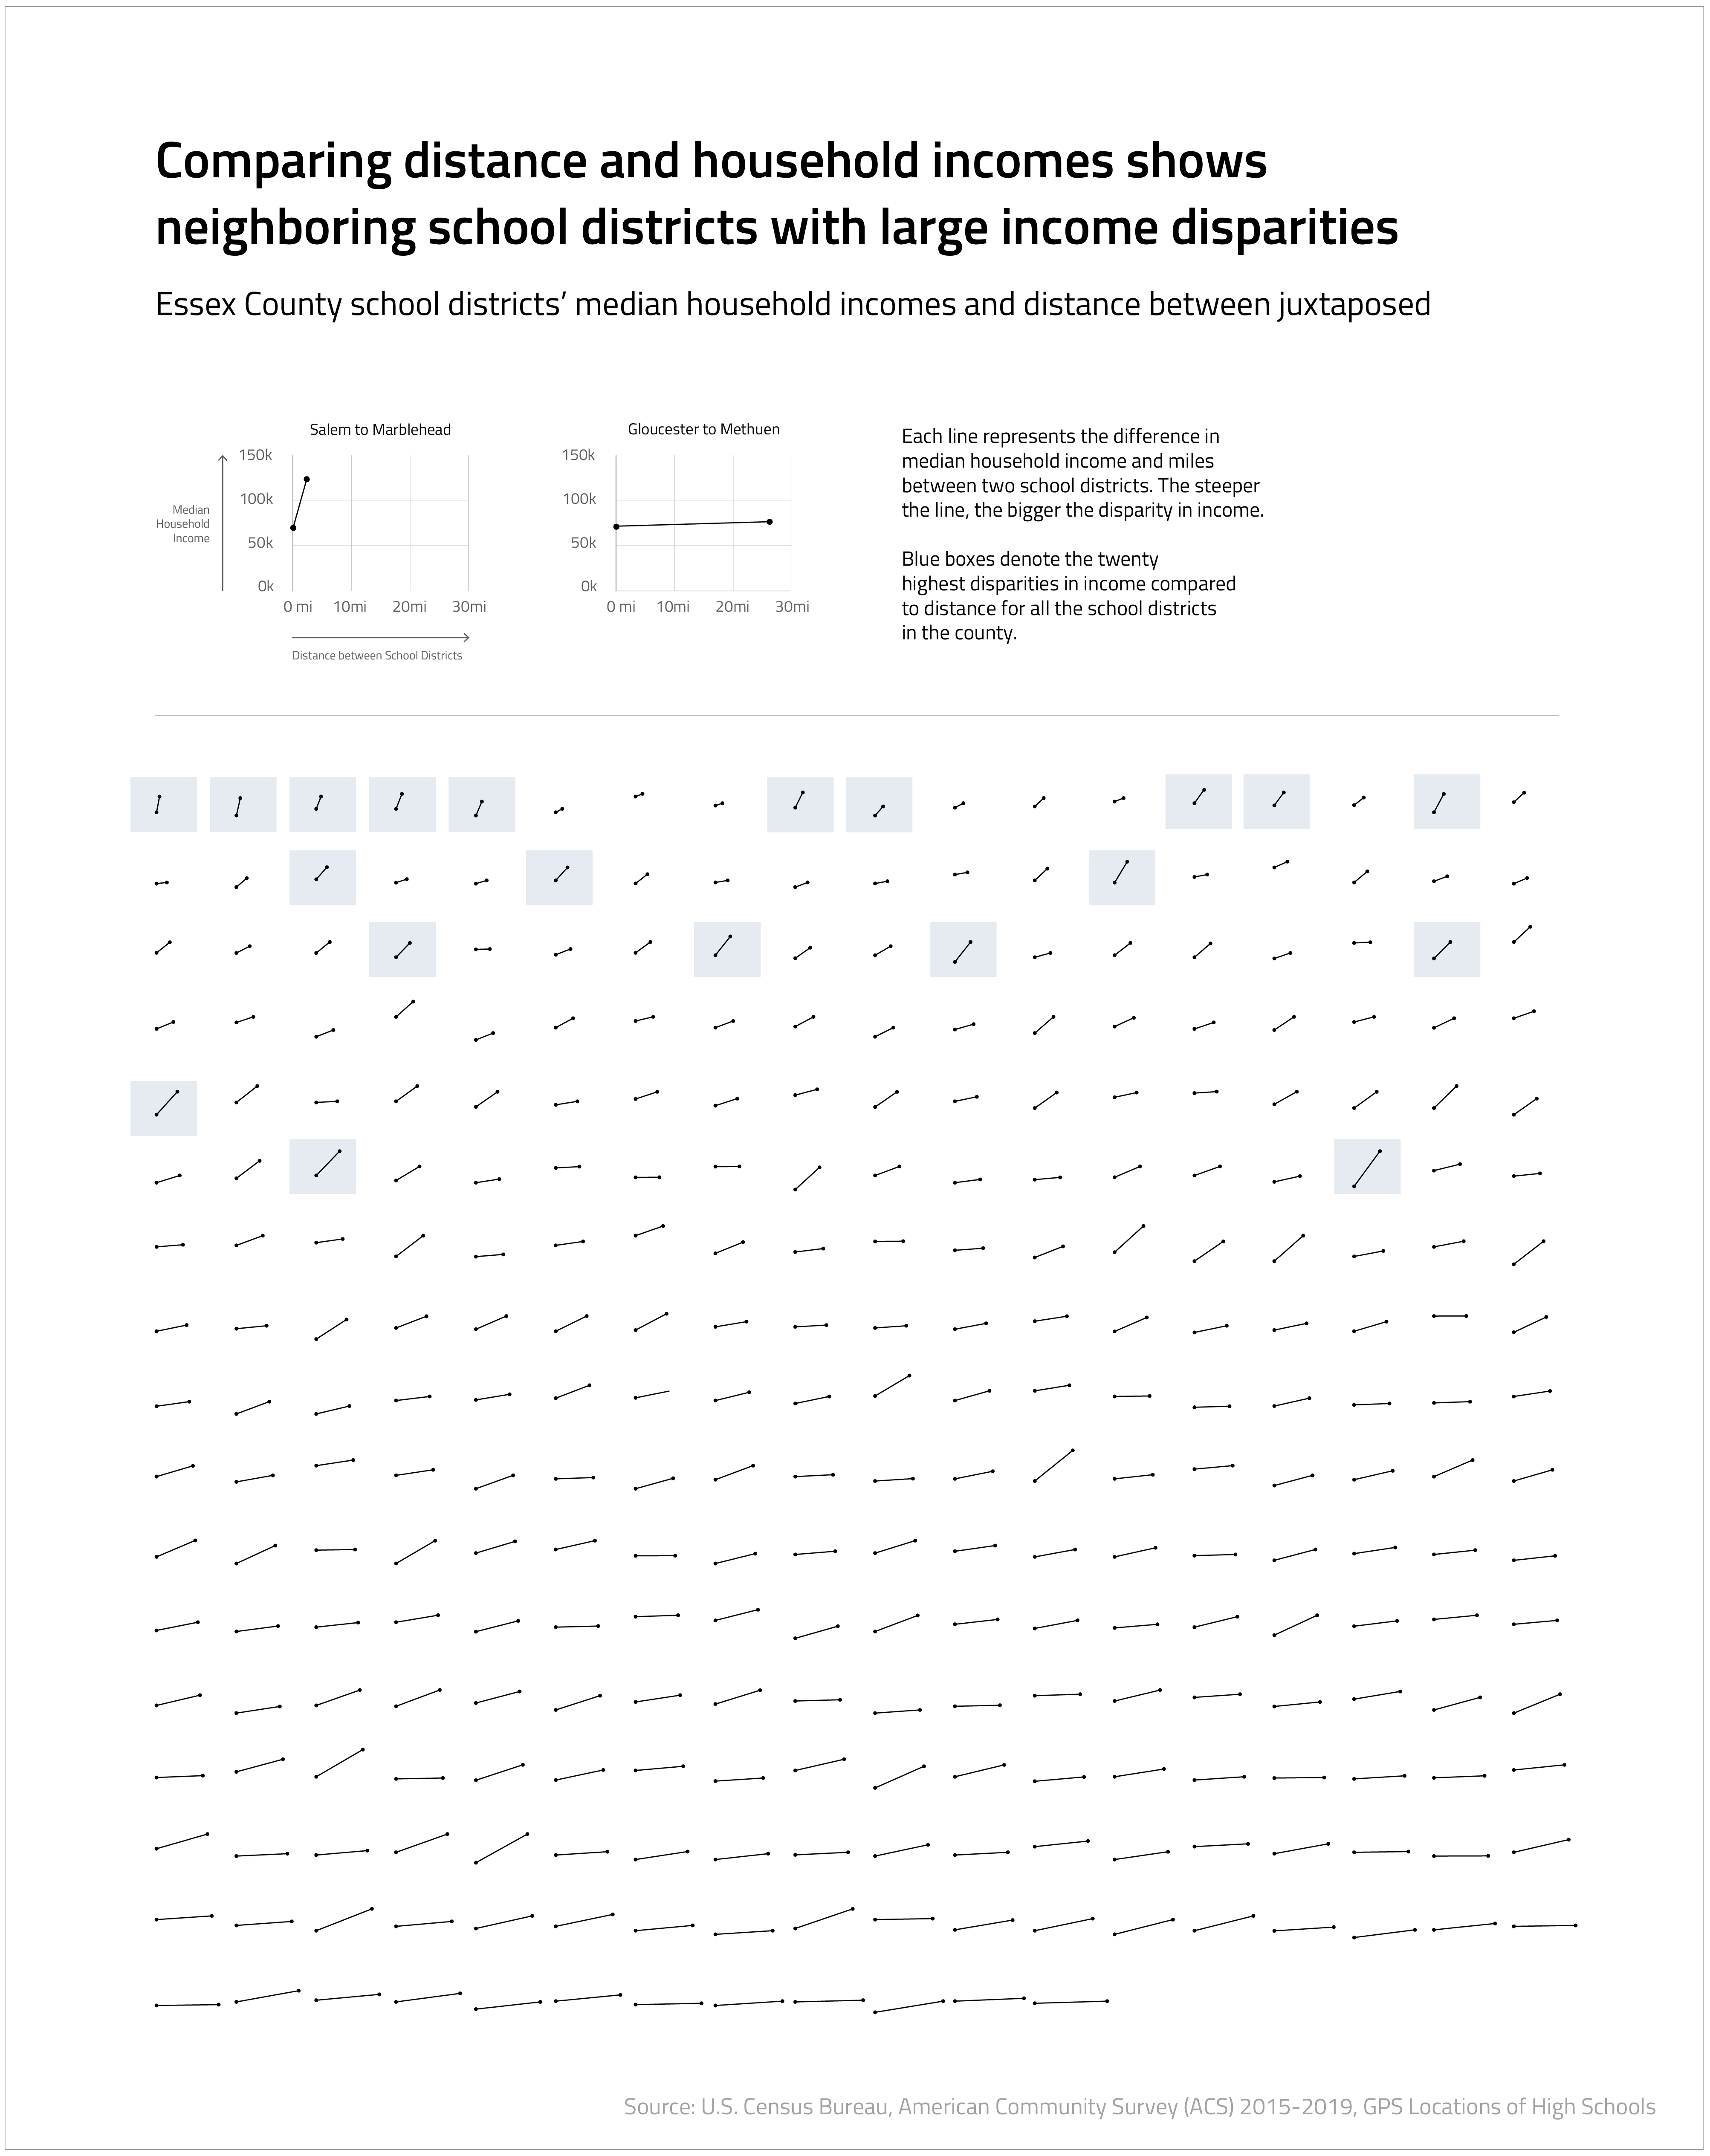 Comparing distance and household incomes shows
neighboring school districts with large income disparities
Essex County school districts’ median household incomes and distance between juxtaposed
Salem to Marblehead
150k
100k
50k
0k
Median
Household
Income
0 mi 10mi 20mi 30mi
Distance between School Districts
Gloucester to Methuen
150k
100k
50k
0k
0 mi 10mi 20mi 30mi
Each line represents the difference in
median household income and miles
between two school districts. The steeper
the line, the bigger the disparity in income.
Blue boxes denote the twenty
highest disparities in income compared
to distance for all the school districts
in the county.
Source: U.S. Census Bureau, American Community Survey (ACS) 2015-2019, GPS Locations of High Schools